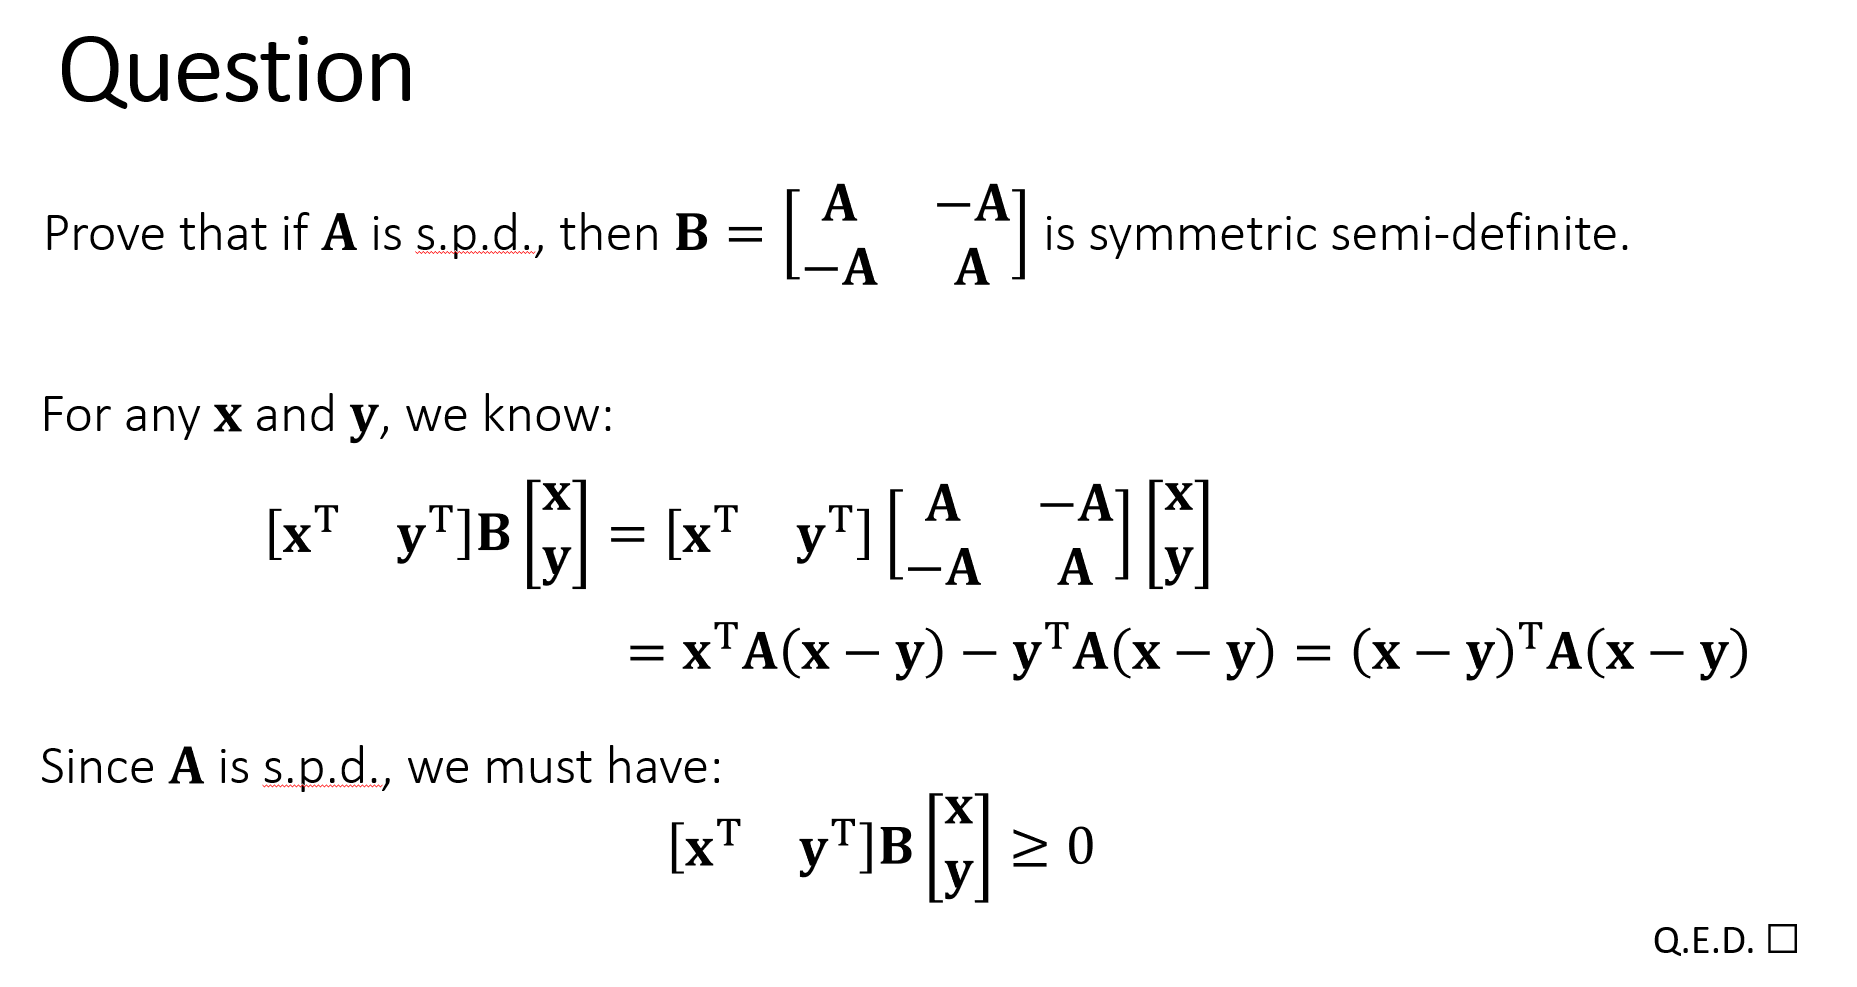 Question
Prove that if A is s.p.d., then B = [A −A; −A A] is symmetric semi-definite.
For any x and y, we know:
[xᵀ yᵀ]B[x; y] = [xᵀ yᵀ][A −A; −A A][x; y]
= xᵀA(x − y) − yᵀA(x − y) = (x − y)ᵀA(x − y)
Since A is s.p.d., we must have:
[xᵀ yᵀ]B[x; y] ≥ 0
Q.E.D. □